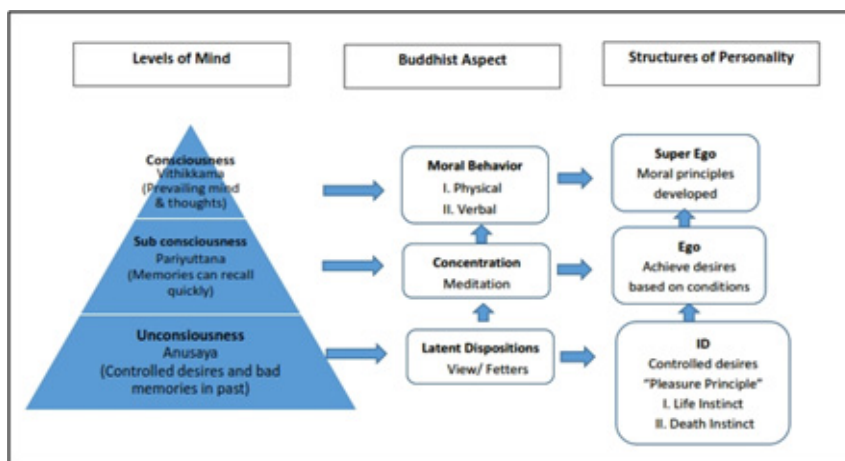 Levels of Mind
Buddhist Aspect
Structures of Personality
Consciousness
Vithikkama
(Prevailing mind
& thoughts)
Moral Behavior
I. Physical
II. Verbal
Super Ego
Moral principles
developed
Sub consciousness
Pariyuttana
(Memories can recall
quickly)
Concentration
Meditation
Ego
Achieve desires
based on conditions
Unconsiousness
Anusaya
(Controlled desires and bad
memories in past)
Latent Dispositions
View/ Fetters
ID
Controlled desires
"Pleasure Principle"
I. Life Instinct
II. Death Instinct